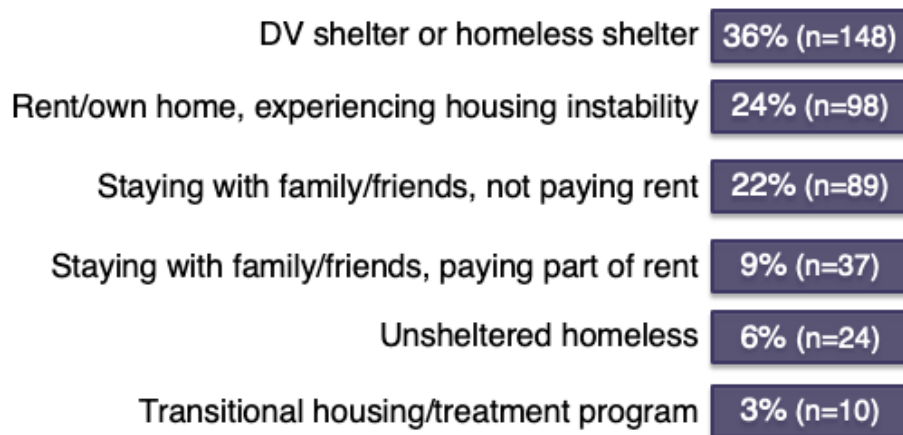 DV shelter or homeless shelter 36% (n=148)
Rent/own home, experiencing housing instability 24% (n=98)
Staying with family/friends, not paying rent 22% (n=89)
Staying with family/friends, paying part of rent 9% (n=37)
Unsheltered homeless 6% (n=24)
Transitional housing/treatment program 3% (n=10)